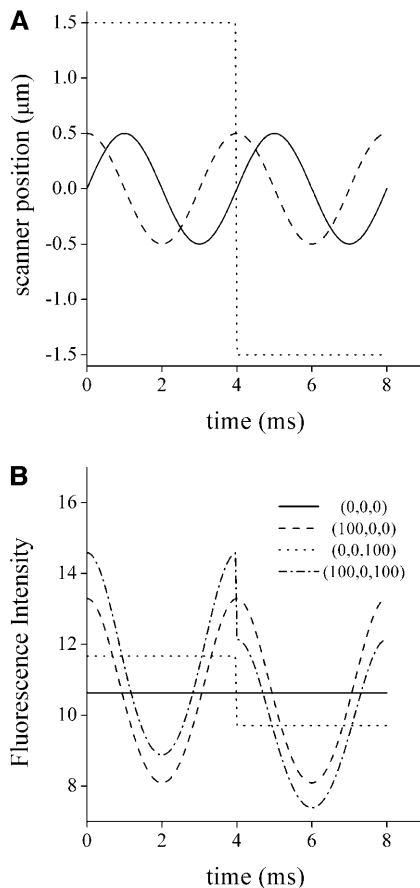 A
scanner position (μm)
1.5
1.0
0.5
0.0
-0.5
-1.0
-1.5
0 2 4 6 8
time (ms)
B
Fluorescence Intensity
16
14
12
10
8
(0,0,0)
(100,0,0)
(0,0,100)
(100,0,100)
0 2 4 6 8
time (ms)